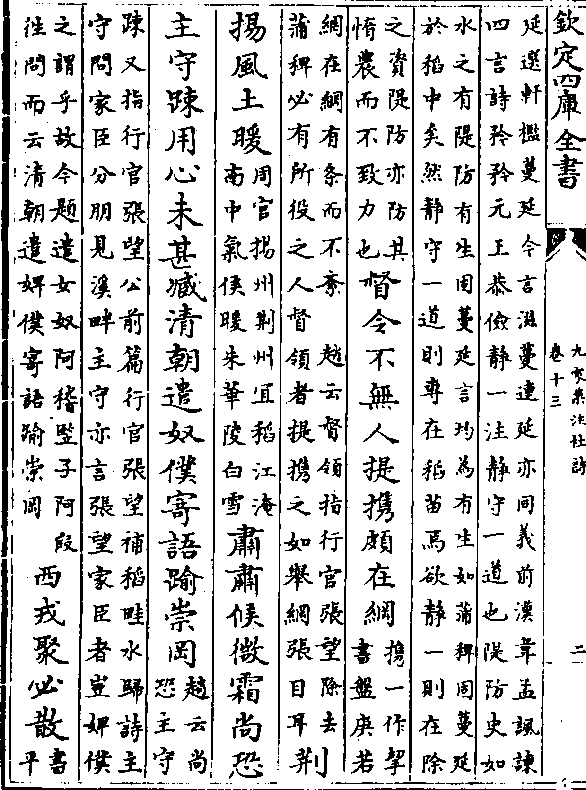 欽定四庫全書
九家集注杜詩
卷十三
二
延選軒檻蔓延今言滋蔓連延亦同義前漢韋孟諷諫
四言詩矜矜元王恭儉靜一注靜守一道也隄防史如
水之有隄防有生固蔓延言均為有生如蒲稗固蔓延
於稻中矣然靜守一道則專在稻苗焉欲靜一則在除
之資隄防亦防其
惰農而不致力也
督令不無人提攜頗在綱
攜一作挈
書盤庚若
網在綱有条而不紊 趙云督領指行官張望除去
蒲稗必有所役之人督領者提攜之如舉網張目耳
荆
揚風土暖
周官揚州荆州宜稻江淹
南中氣候暖朱華陵白雪
肅肅候微霜尚恐
主守疎用心未甚臧清朝遣奴僕寄語踰崇岡
趙云尚
恐主守
疎又指行官張望公前篇行官張望補稻畦水歸詩主
守問家臣分朋見溪畔主守亦言張望家臣者豈婢僕
之謂乎故今題遣女奴阿稽豎子阿段
往問而云清朝遣婢僕寄語踰崇岡
西戎聚必散
書
平